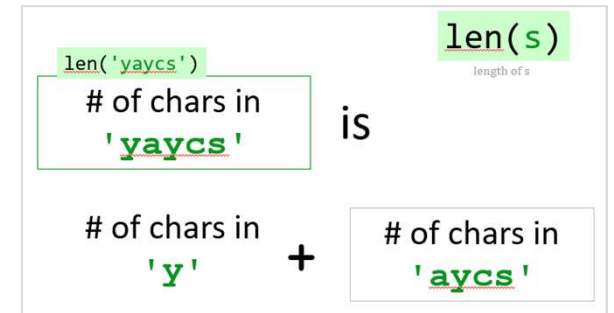 len(s)
length of s
len('yaycs')
# of chars in
'yaycs'
is
# of chars in
'y'
+
# of chars in
'aycs'